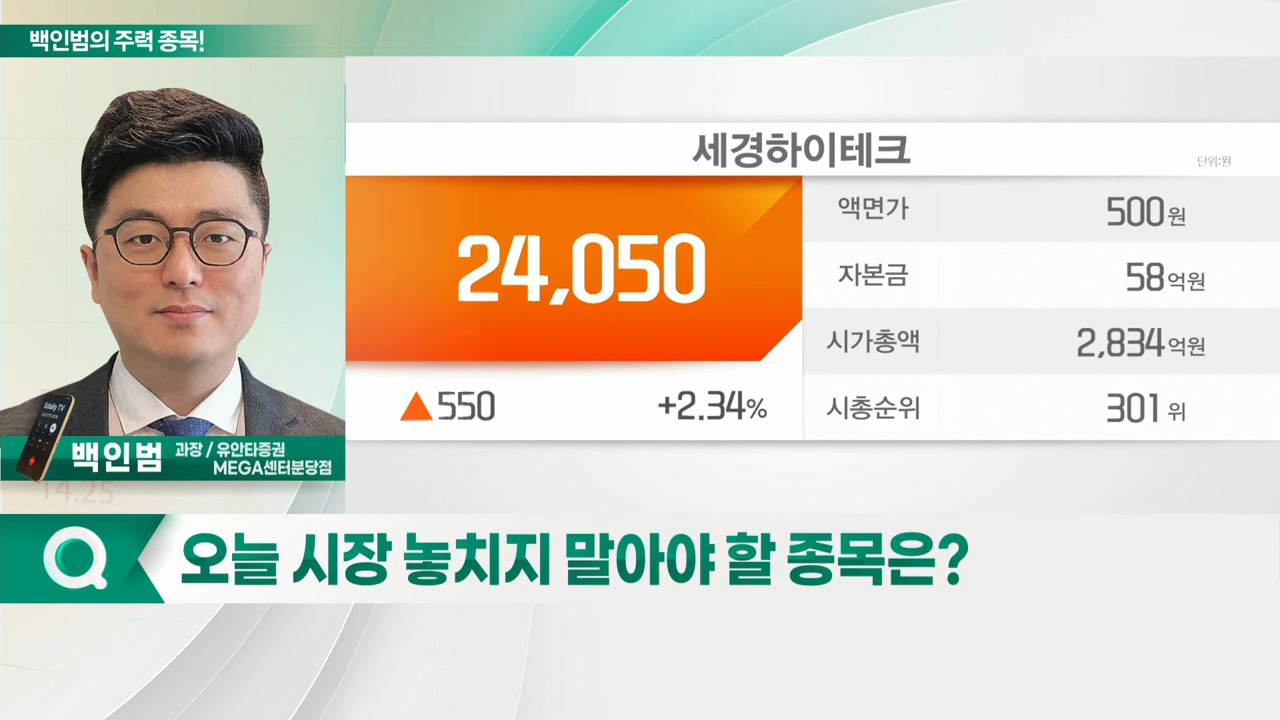 백인범의 주력 종목!
세경하이테크
단위:원
24,050
▲550 +2.34%
액면가 500원
자본금 58억원
시가총액 2,834억원
시총순위 301위
Edaily TV
백인범 과장 / 유안타증권
MEGA센터분당점
14.25
Q 오늘 시장 놓치지 말아야 할 종목은?